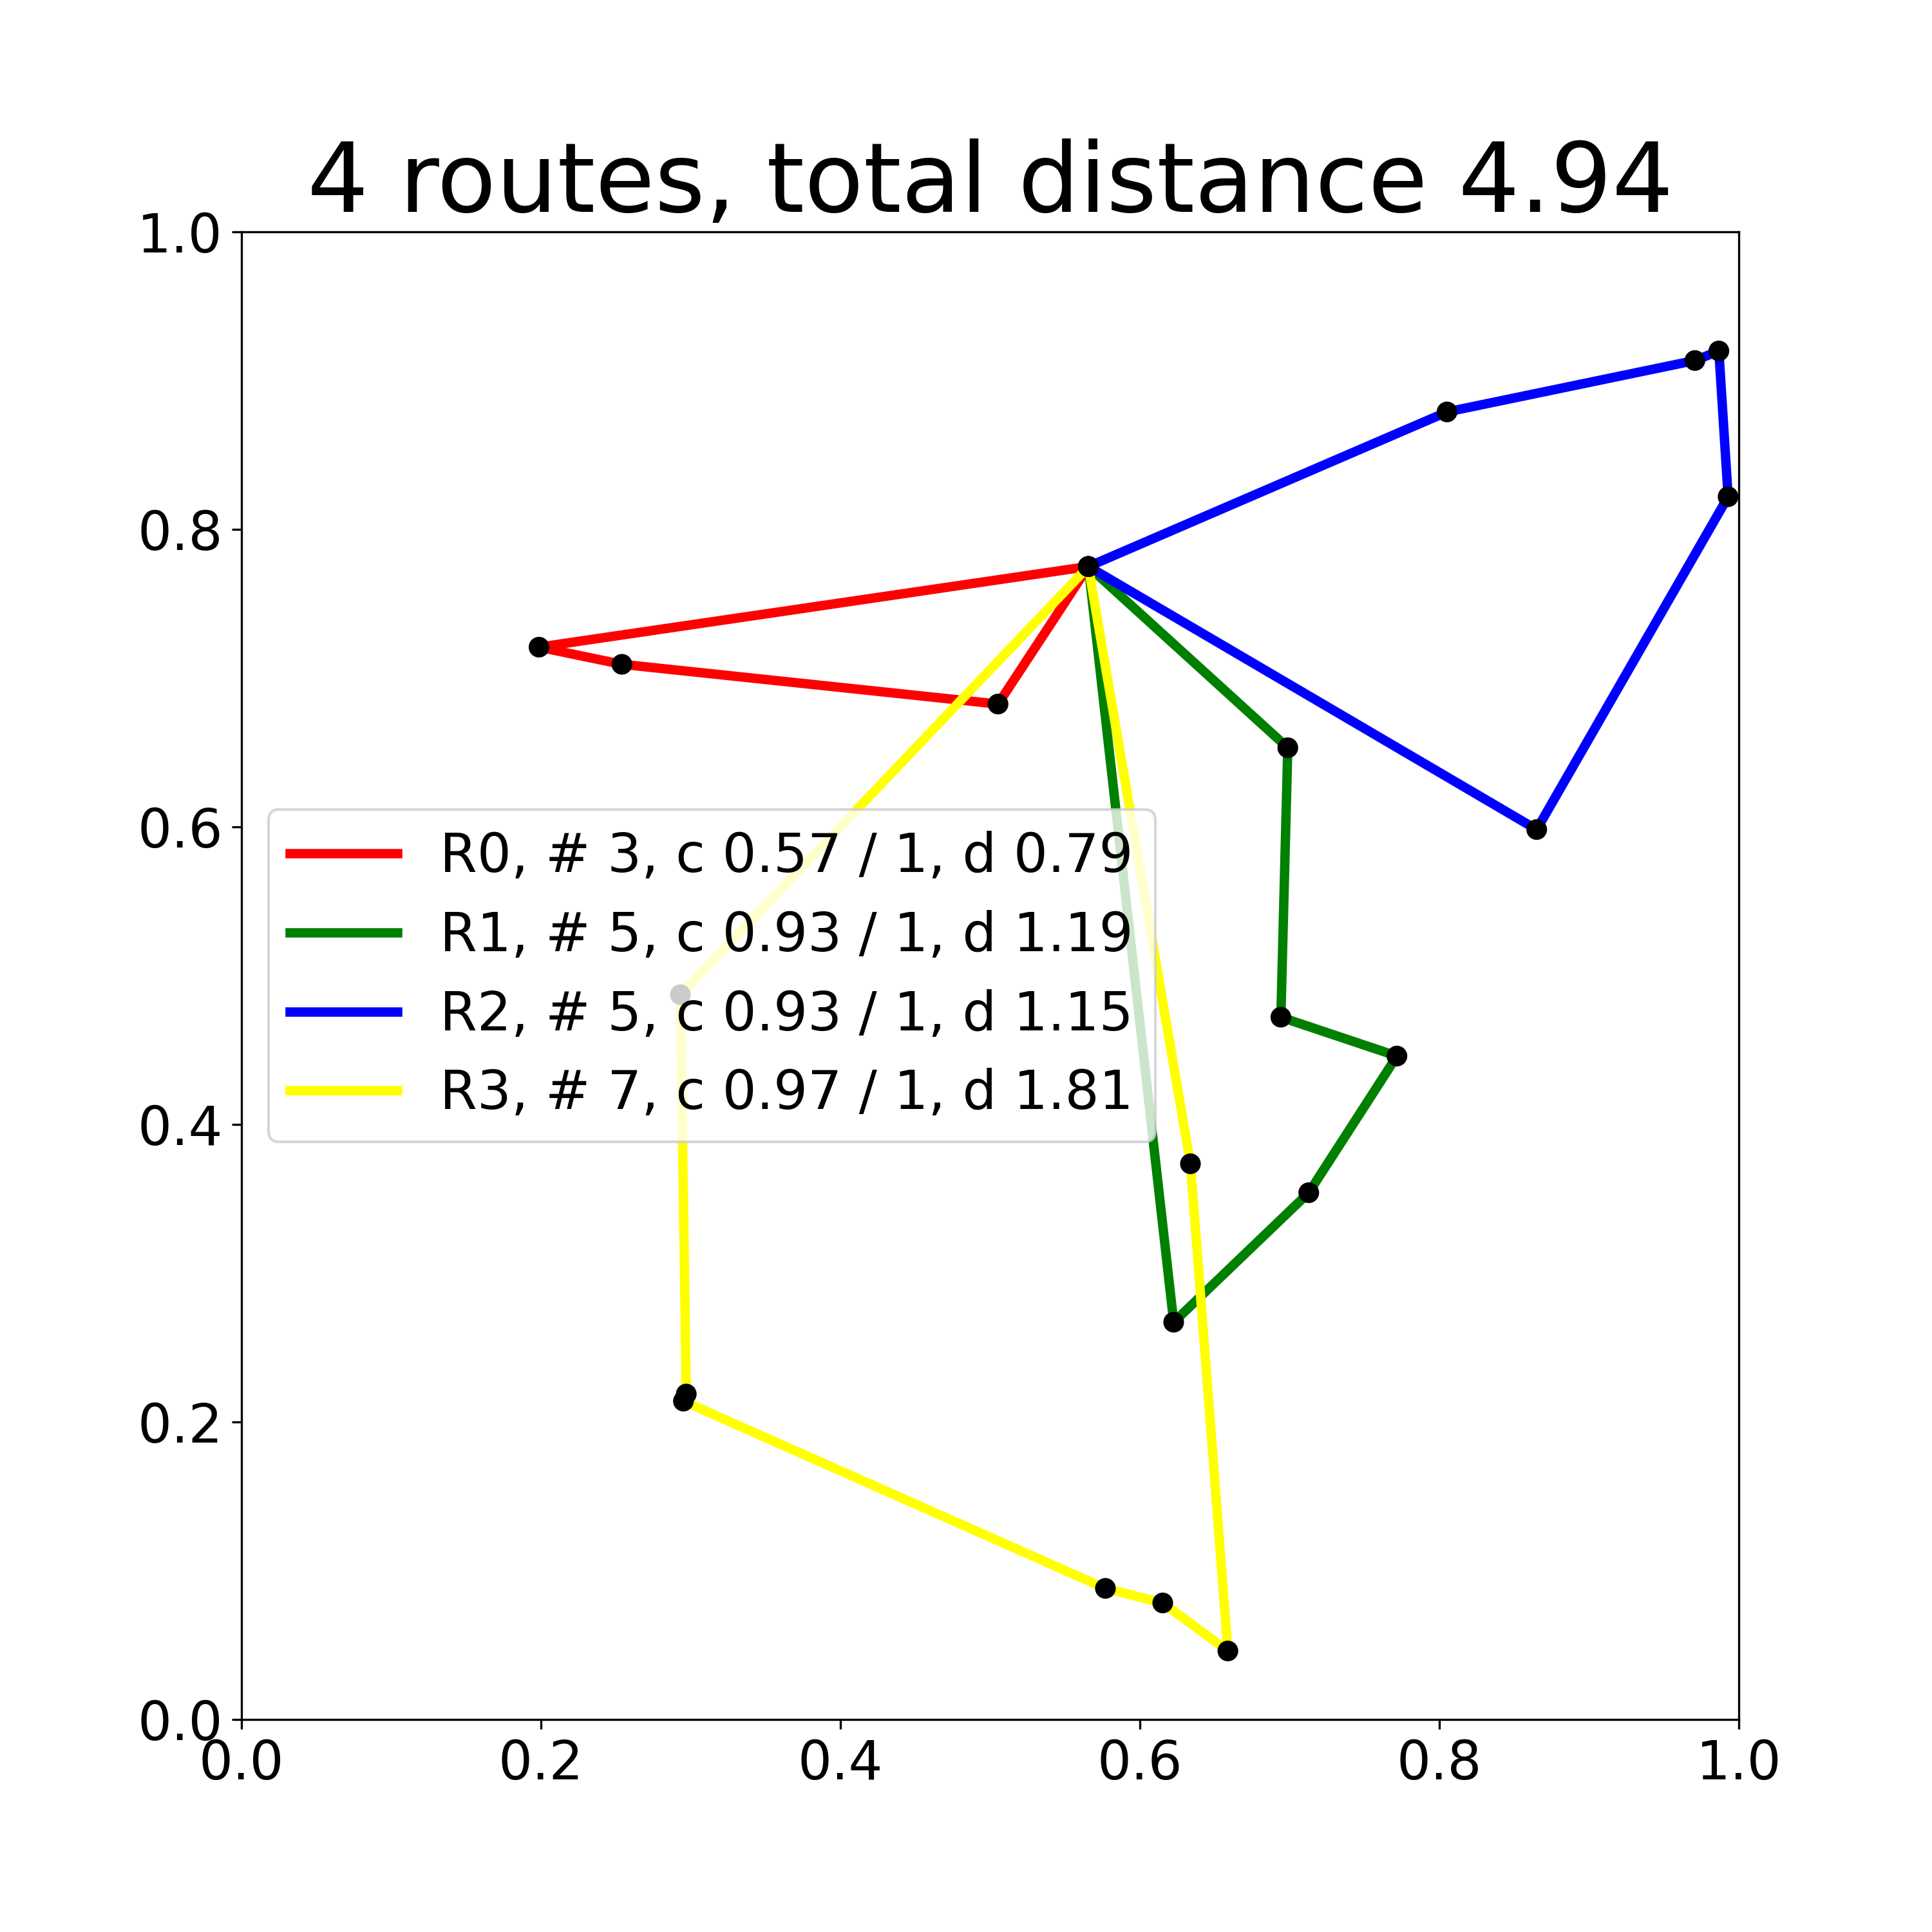 4 routes, total distance 4.94
1.0
0.8
0.6
0.4
0.2
0.0
R0, # 3, c 0.57 / 1, d 0.79
R1, # 5, c 0.93 / 1, d 1.19
R2, # 5, c 0.93 / 1, d 1.15
R3, # 7, c 0.97 / 1, d 1.81
0.0 0.2 0.4 0.6 0.8 1.0